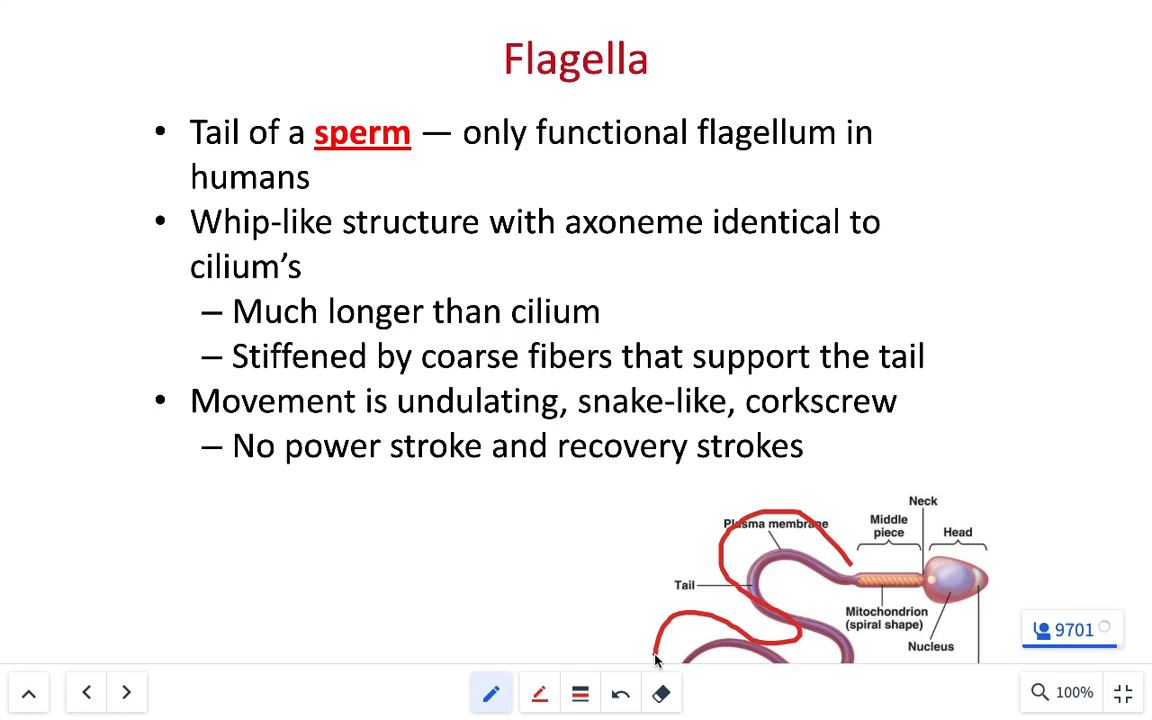 Flagella
• Tail of a sperm — only functional flagellum in
humans
• Whip-like structure with axoneme identical to
cilium’s
– Much longer than cilium
– Stiffened by coarse fibers that support the tail
• Movement is undulating, snake-like, corkscrew
– No power stroke and recovery strokes
Neck
Plasma membrane
Middle
piece
Head
Tail
Mitochondrion
(spiral shape)
Nucleus
9701
100%